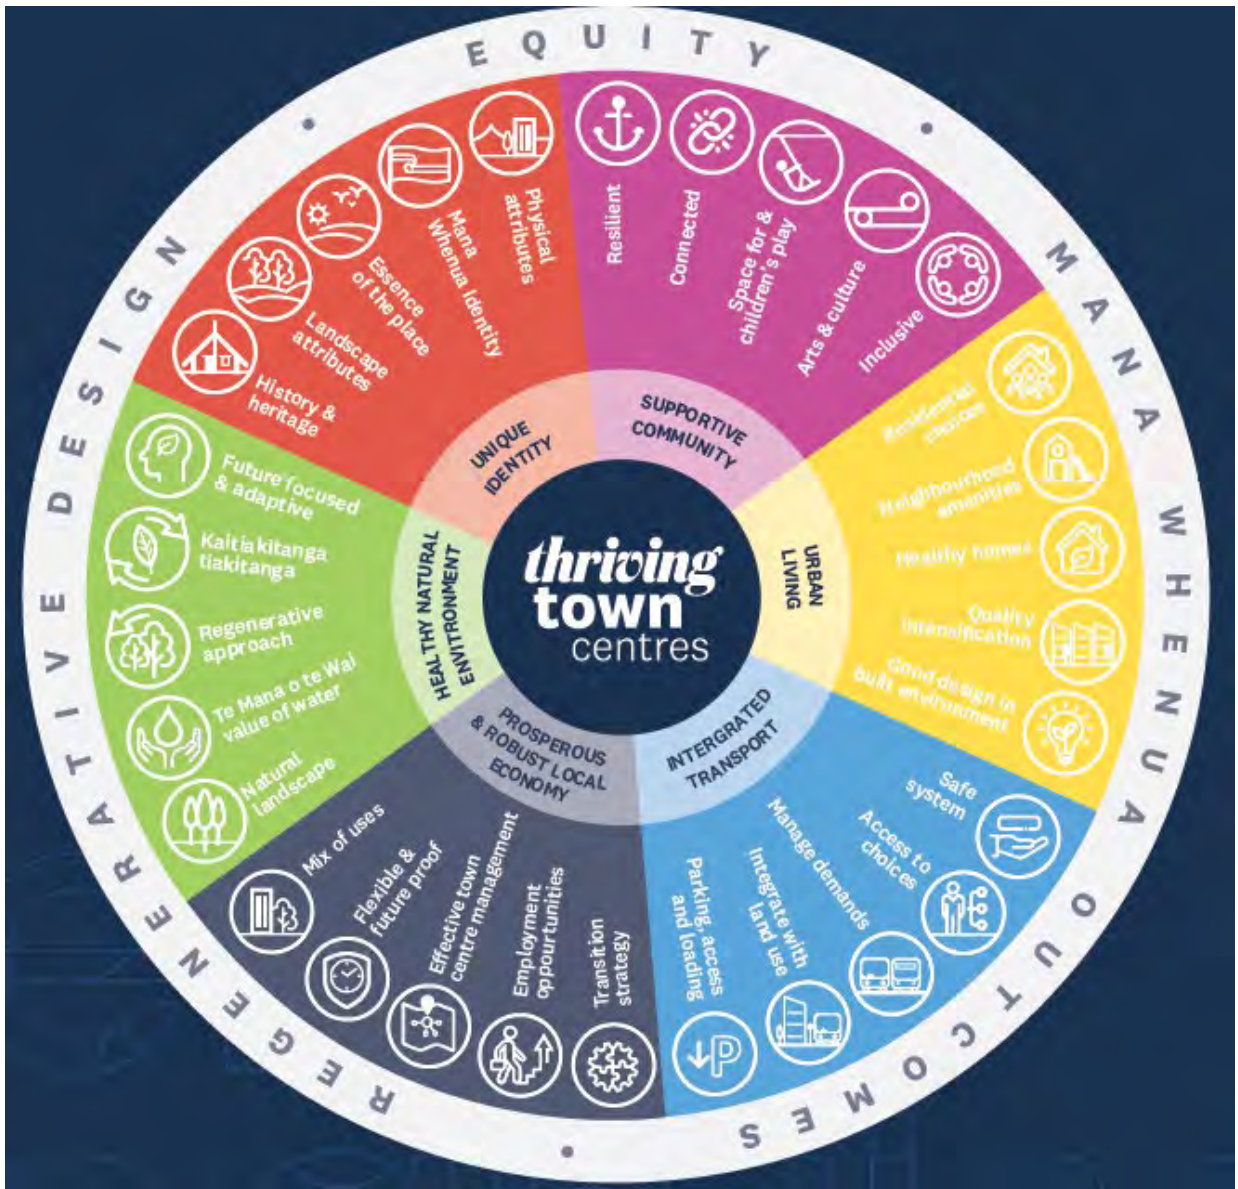 EQUITY
MANA WHENUA OUTCOMES
REGENERATIVE DESIGN
thriving
town
centres
SUPPORTIVE
COMMUNITY
Resilient
Connected
Space for &
children's play
Arts & culture
Inclusive
URBAN
LIVING
Residential
choices
Neighbourhood
amenities
Healthy homes
Quality
intensification
Good design in
built environment
INTERGRATED
TRANSPORT
Safe
system
Access to
choices
Manage demands
Integrate with
land use
Parking, access
and loading
P
PROSPEROUS
& ROBUST LOCAL
ECONOMY
Transition
strategy
Employment
oppourtunities
Effective town
centre management
Flexible &
future proof
Mix of uses
HEALTHY NATURAL
ENVITRONMENT
Natural
landscape
Te Mana o te Wai
value of water
Regenerative
approach
Kaitiakitanga
tiakitanga
Future focused
& adaptive
UNIQUE
IDENTITY
History &
heritage
Landscape
attributes
Essence
of the place
Mana
Whenua Identity
Physical
attributes